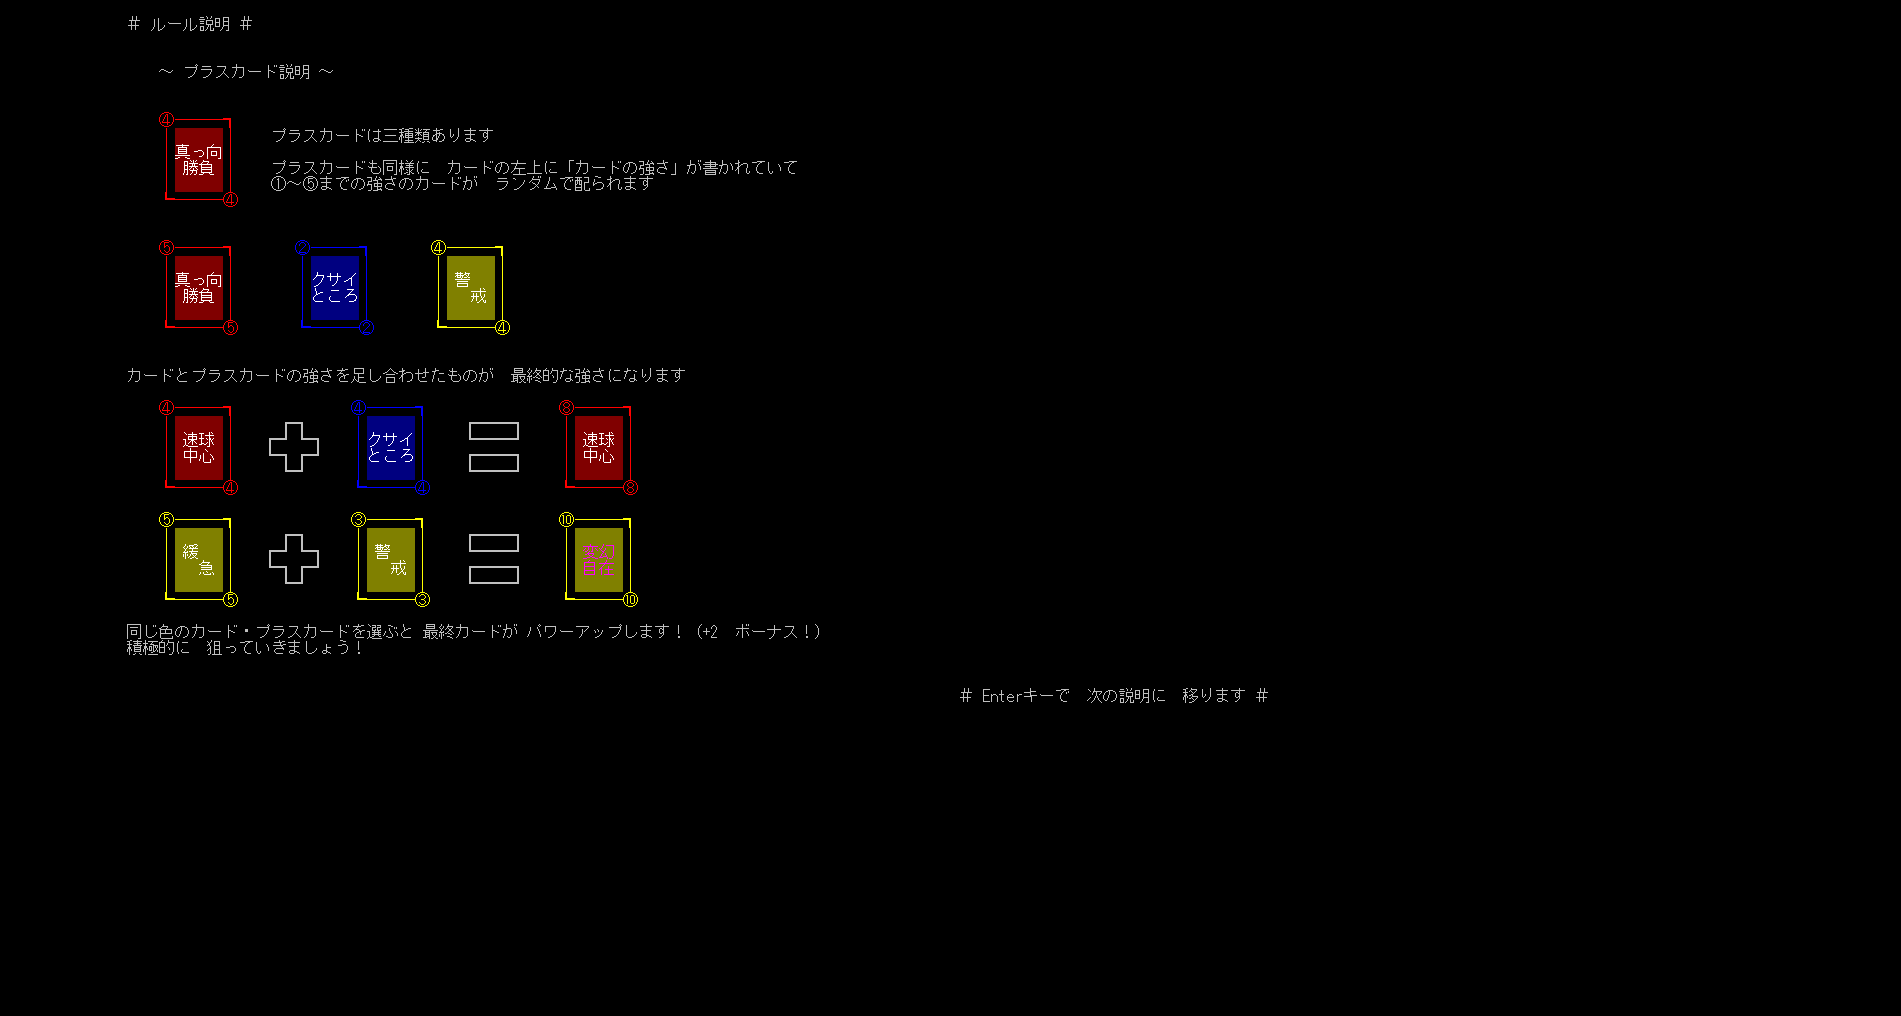 # ルール説明 #
～ プラスカード説明 ～
④
真っ向
勝負
④
プラスカードは三種類あります
プラスカードも同様に　カードの左上に「カードの強さ」が書かれていて
①～⑤までの強さのカードが　ランダムで配られます
⑤ ② ④
真っ向 クサイ 警
勝負 ところ 戒
⑤ ② ④
カードとプラスカードの強さを足し合わせたものが　最終的な強さになります
④ ④ ⑧
速球 クサイ 速球
中心 ところ 中心
④ ④ ⑧
⑤ ③ ⑩
緩 警
急 戒 自在
⑤ ③ ⑩
同じ色のカード・プラスカードを選ぶと 最終カードが パワーアップします！（+2　ボーナス！）
積極的に　狙っていきましょう！
# Enterキーで　次の説明に　移ります #